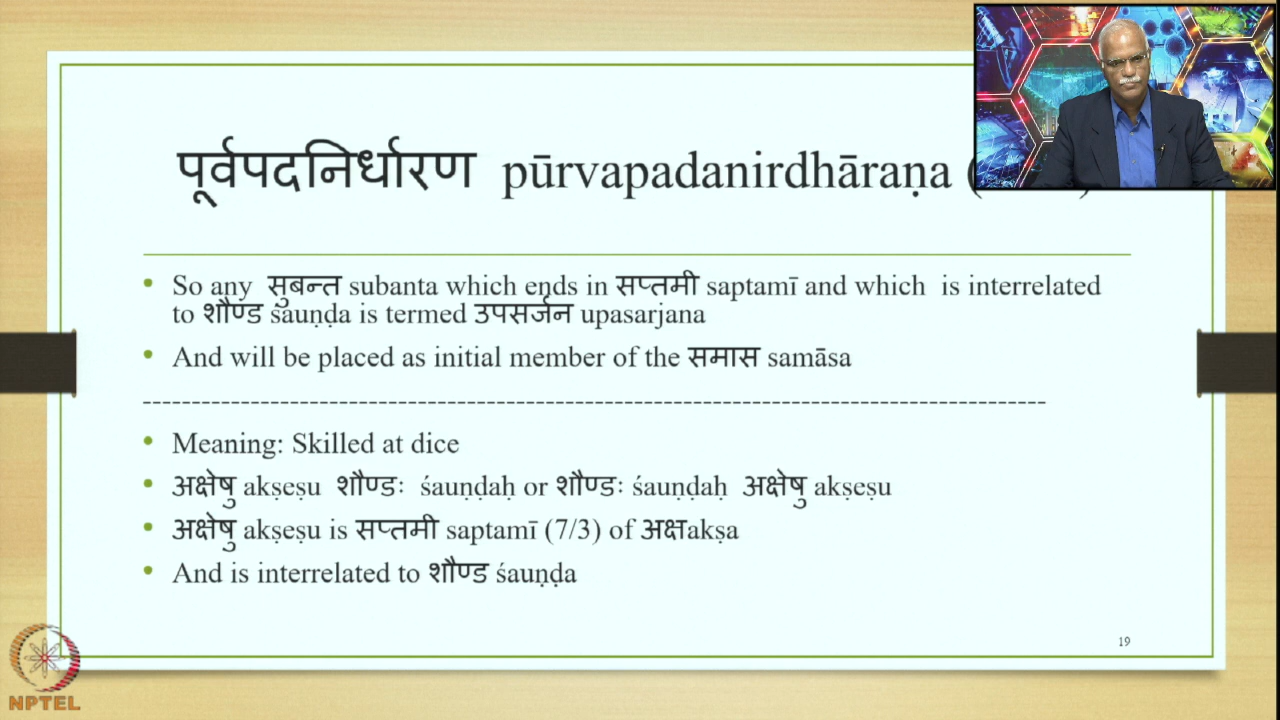 पूर्वपदनिर्धारण pūrvapadanirdhāraṇa (
• So any सुबन्त subanta which ends in सप्तमी saptamī and which is interrelated
to शौण्ड śauṇḍa is termed उपसर्जन upasarjana
• And will be placed as initial member of the समास samāsa
• Meaning: Skilled at dice
• अक्षेषु akṣeṣu शौण्डः śauṇḍaḥ or शौण्डः śauṇḍaḥ अक्षेषु akṣeṣu
• अक्षेषु akṣeṣu is सप्तमी saptamī (7/3) of अक्षakṣa
• And is interrelated to शौण्ड śauṇḍa
19
NPTEL